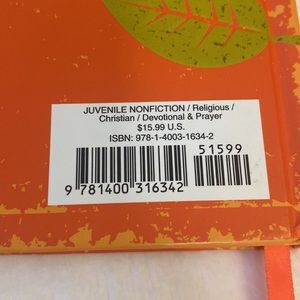 JUVENILE NONFICTION / Religious /
Christian / Devotional & Prayer
$15.99 U.S.
ISBN: 978-1-4003-1634-2
51599
9 781400 316342